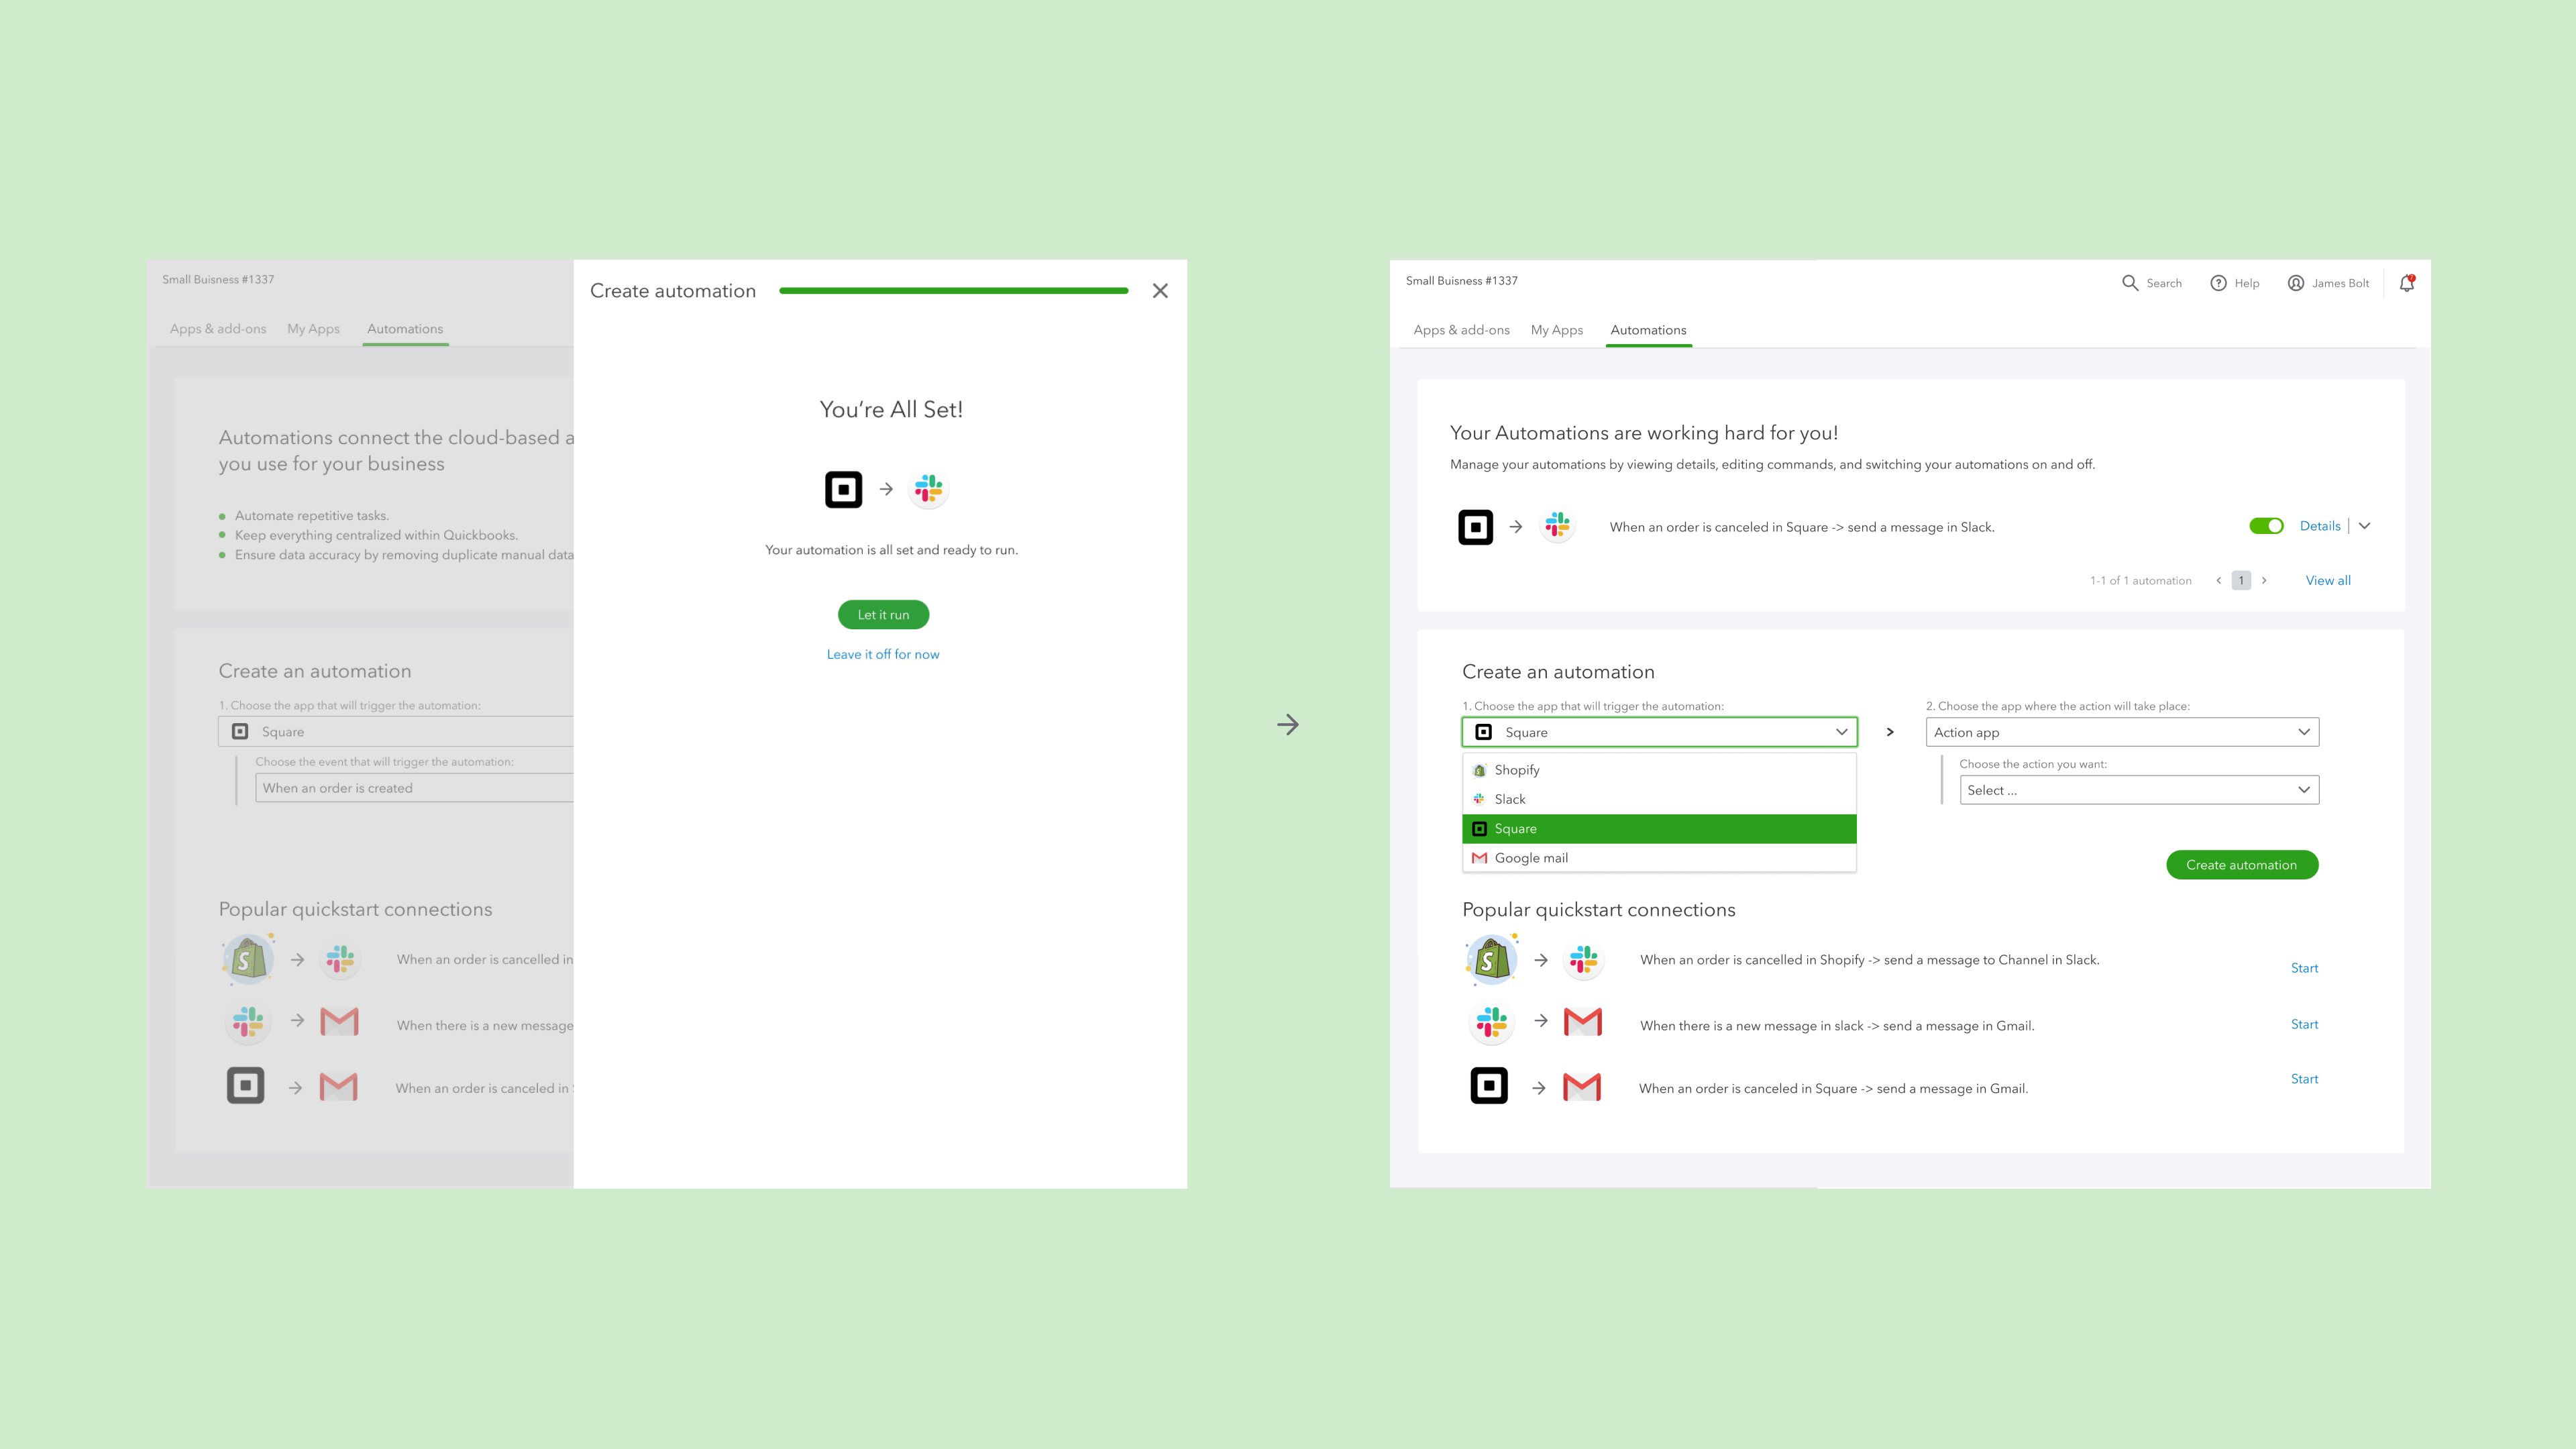 Small Buisness #1337
Apps & add-ons My Apps Automations
Automations connect the cloud-based a
you use for your business
Automate repetitive tasks.
Keep everything centralized within Quickbooks.
Ensure data accuracy by removing duplicate manual data
Create an automation
1. Choose the app that will trigger the automation:
Square
Choose the event that will trigger the automation:
When an order is created
Popular quickstart connections
When an order is cancelled in
When there is a new message
When an order is canceled in
Create automation
You're All Set!
Your automation is all set and ready to run.
Let it run
Leave it off for now
Small Buisness #1337
Search Help James Bolt
Apps & add-ons My Apps Automations
Your Automations are working hard for you!
Manage your automations by viewing details, editing commands, and switching your automations on and off.
When an order is canceled in Square -> send a message in Slack.
Details
1-1 of 1 automation < 1 > View all
Create an automation
1. Choose the app that will trigger the automation:
Square
Shopify
Slack
Square
Google mail
>
2. Choose the app where the action will take place:
Action app
Choose the action you want:
Select ...
Create automation
Popular quickstart connections
When an order is cancelled in Shopify -> send a message to Channel in Slack.
Start
When there is a new message in slack -> send a message in Gmail.
Start
When an order is canceled in Square -> send a message in Gmail.
Start